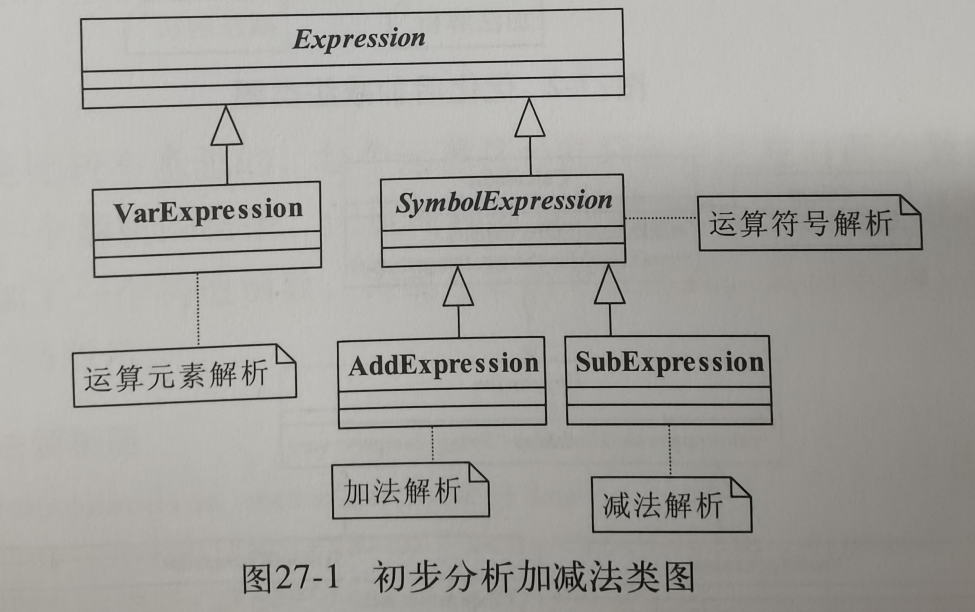 Expression
VarExpression
SymbolExpression
运算符号解析
运算元素解析
AddExpression
SubExpression
加法解析
减法解析
图27-1 初步分析加减法类图